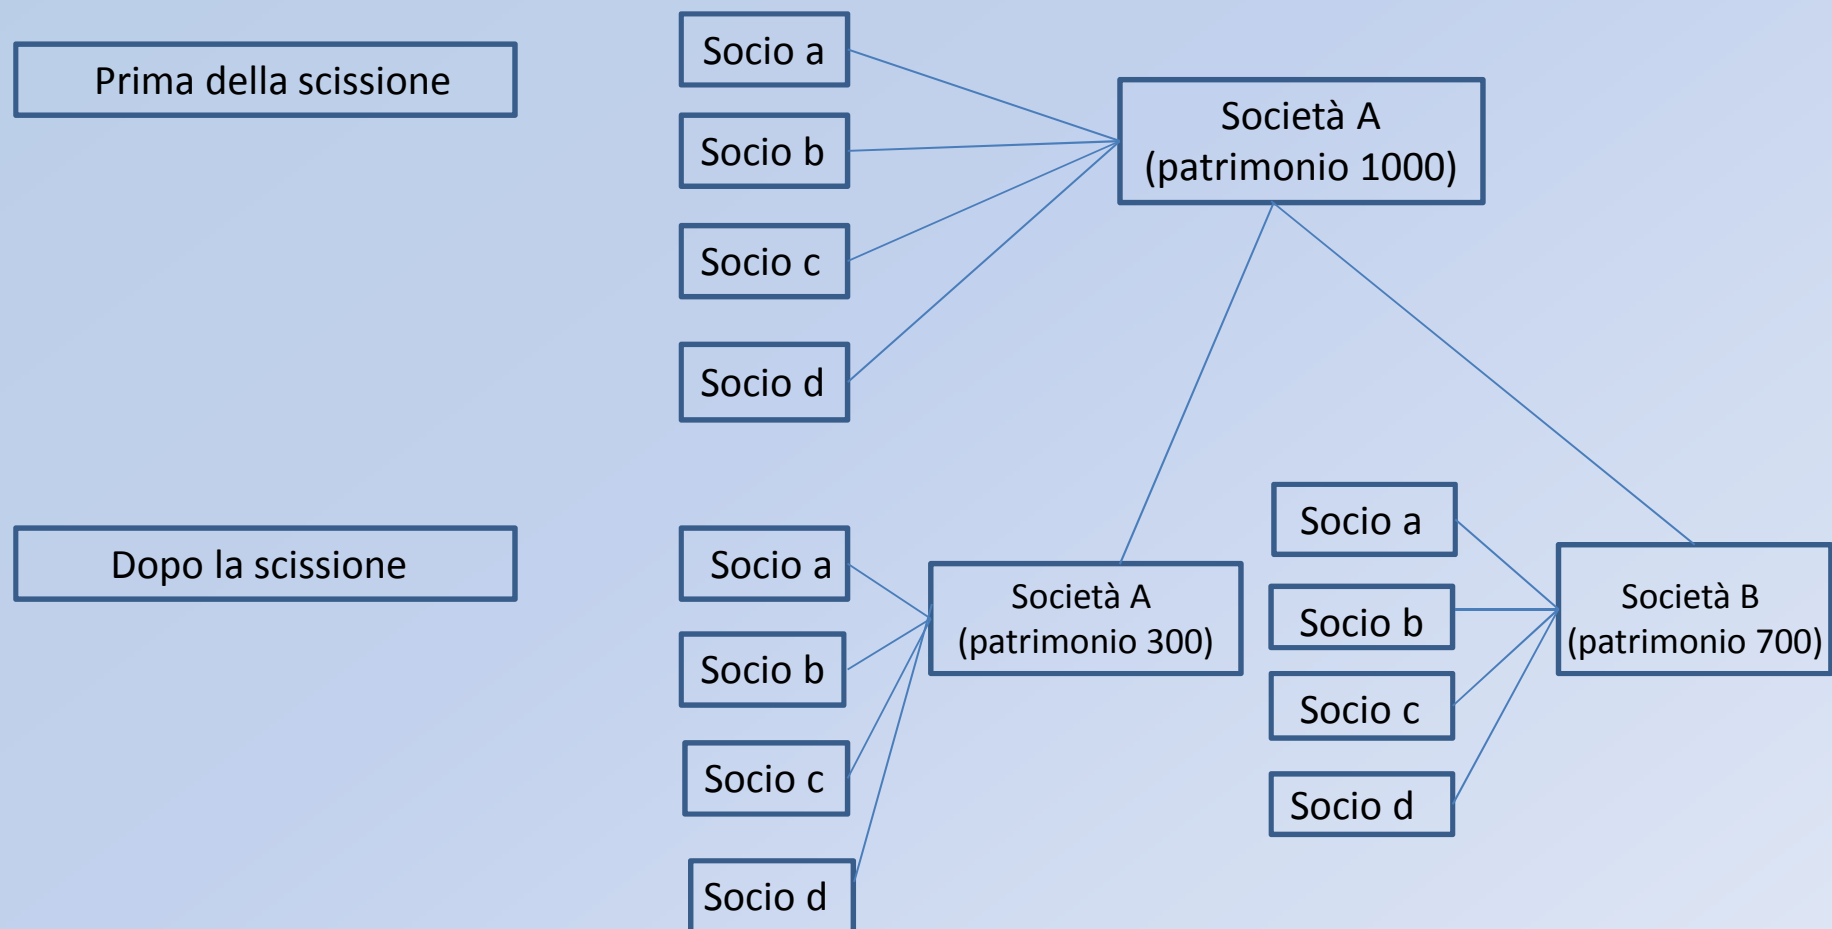 Prima della scissione
Socio a
Socio b
Socio c
Socio d
Società A
(patrimonio 1000)
Dopo la scissione
Socio a
Socio b
Socio c
Socio d
Società A
(patrimonio 300)
Socio a
Socio b
Socio c
Socio d
Società B
(patrimonio 700)